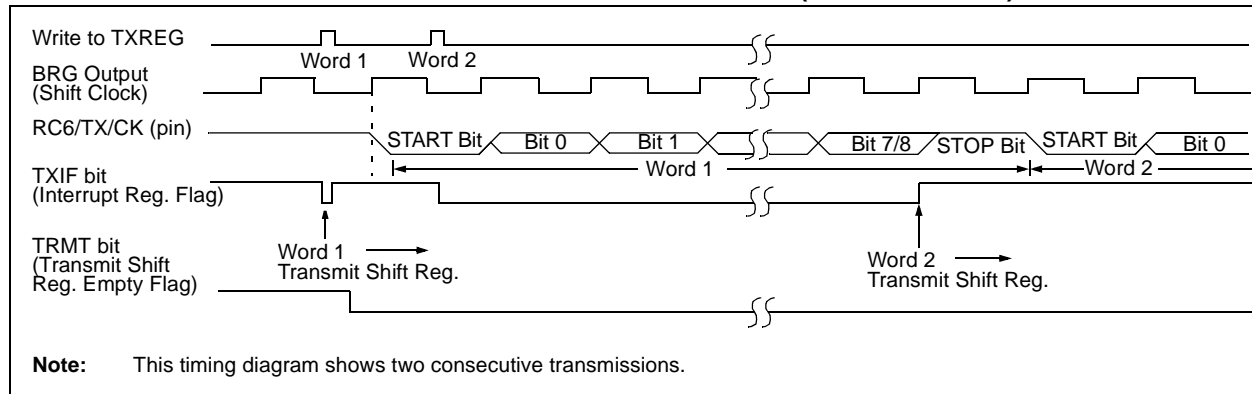 Write to TXREG
Word 1
Word 2
BRG Output
(Shift Clock)
RC6/TX/CK (pin)
START Bit
Bit 0
Bit 1
Bit 7/8
STOP Bit
START Bit
Bit 0
Word 1
Word 2
TXIF bit
(Interrupt Reg. Flag)
Word 1
Transmit Shift Reg.
Word 2
Transmit Shift Reg.
TRMT bit
(Transmit Shift
Reg. Empty Flag)
Note: This timing diagram shows two consecutive transmissions.